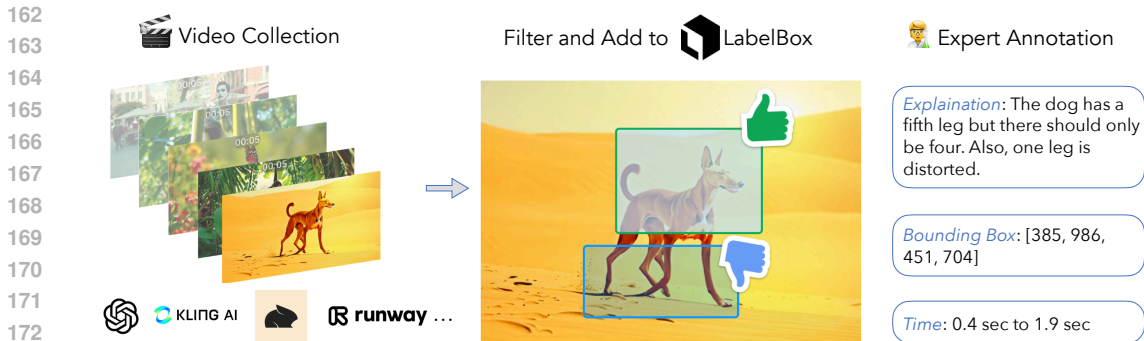 162
163
164
165
166
167
168
169
170
171
172
Video Collection
00:05
00:05
00:05
00:05
KLING AI
runway ...
Filter and Add to LabelBox
Expert Annotation
Explaination: The dog has a
fifth leg but there should only
be four. Also, one leg is
distorted.
Bounding Box: [385, 986,
451, 704]
Time: 0.4 sec to 1.9 sec